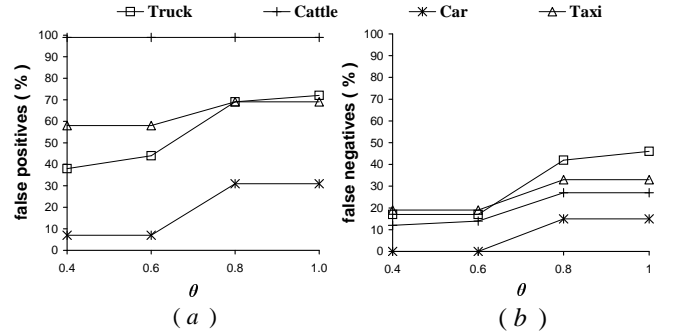 Truck Cattle Car Taxi
false positives ( % )
100
90
80
70
60
50
40
30
20
10
0
0.4 0.6 0.8 1.0
θ
( a )
false negatives ( % )
100
90
80
70
60
50
40
30
20
10
0
0.4 0.6 0.8 1
θ
( b )